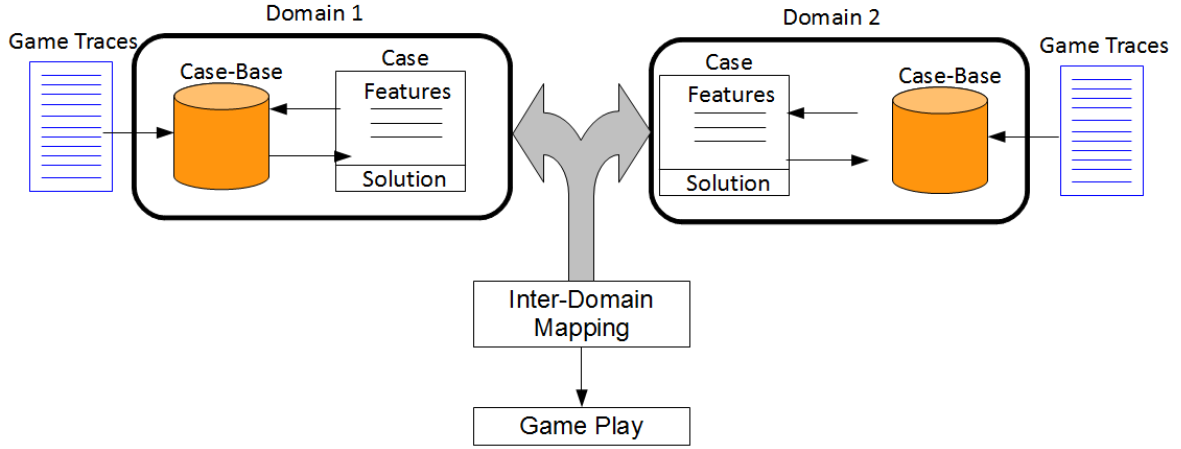 Domain 1
Game Traces
Case-Base
Case
Features
Solution
Domain 2
Case
Features
Solution
Case-Base
Game Traces
Inter-Domain
Mapping
Game Play